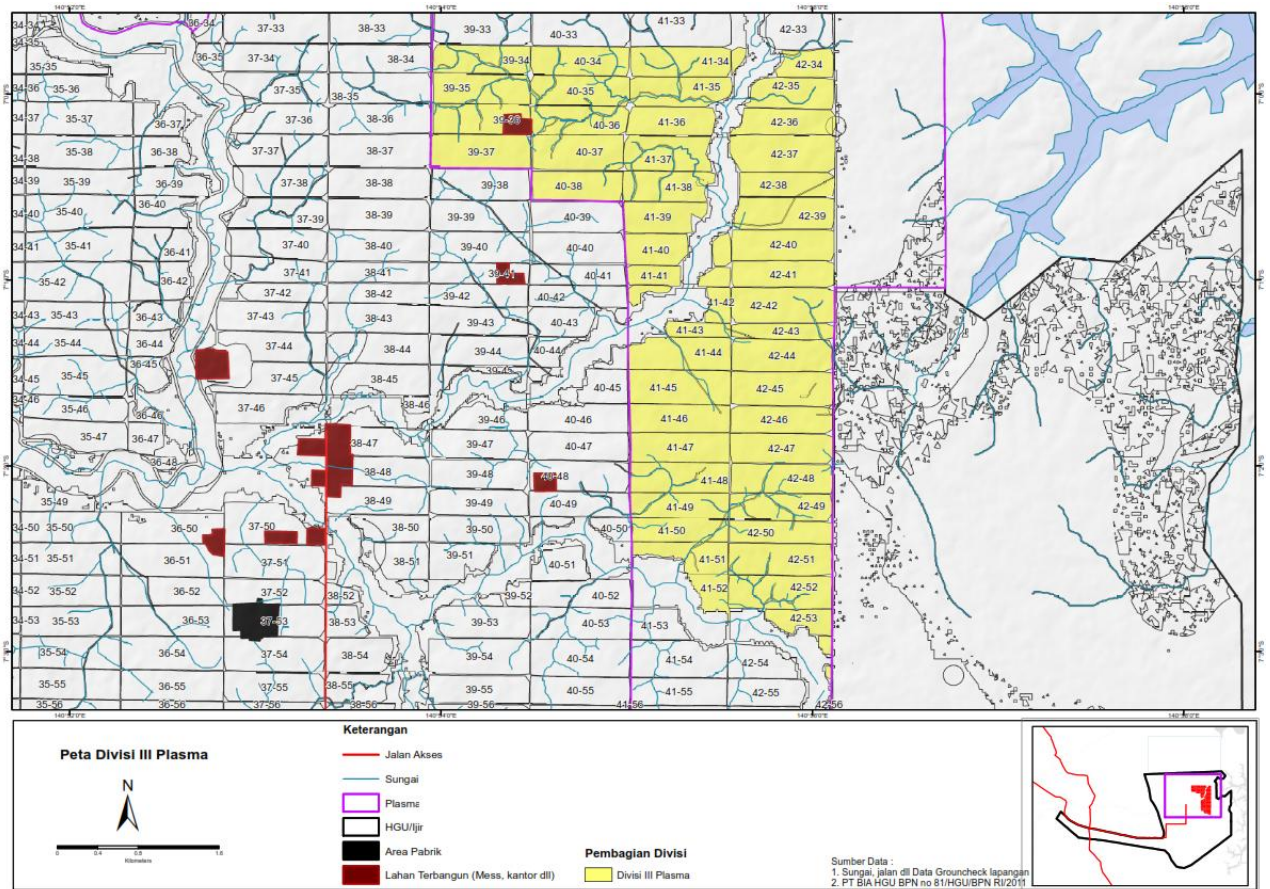 36-34 37-33 38-33 39-33 40-33 41-33 42-33
34-34
34-35 35-35 36-35 37-34 38-34 39-34 40-34 41-34 42-34
34-36 35-36 37-35 38-35 39-35 40-35 41-35 42-35
34-37 35-37 36-37 37-36 38-36 39-36 40-36 41-36 42-36
34-38 35-38 36-38 37-37 38-37 39-37 40-37 41-37 42-37
34-39 35-39 36-39 37-38 38-38 39-38 40-38 41-38 42-38
34-40 35-40 36-40 37-39 38-39 39-39 40-39 41-39 42-39
34-41 35-41 36-41 37-40 38-40 39-40 40-40 41-40 42-40
35-42 36-42 37-41 38-41 39-41 40-41 41-41 42-41
37-42 38-42 39-42 40-42 41-42 42-42
34-43 35-43 36-43 37-43 38-43 39-43 40-43 41-43 42-43
34-44 35-44 36-44 37-44 38-44 39-44 40-44 41-44 42-44
34-45 35-45 36-45 37-45 38-45 39-45 40-45 41-45 42-45
34-46 35-46 36-46 37-46 38-46 39-46 40-46 41-46 42-46
35-47 36-47 38-47 39-47 40-47 41-47 42-47
36-48 38-48 39-48 40-48 41-48 42-48
35-49 38-49 39-49 40-49 41-49 42-49
34-50 35-50 36-50 37-50 38-50 39-50 40-50 41-50 42-50
34-51 35-51 36-51 37-51 38-51 39-51 40-51 41-51 42-51
34-52 35-52 36-52 37-52 38-52 39-52 40-52 41-52 42-52
34-53 35-53 36-53 37-53 38-53 39-53 40-53 41-53 42-53
35-54 36-54 37-54 38-54 39-54 40-54 41-54 42-54
35-55 36-55 37-55 38-55 39-55 40-55 41-55 42-55
35-56 36-56 37-56 38-56 39-56 44-56 42-56
Peta Divisi III Plasma
N
0 0.4 0.8 1.6
Kilometers
Keterangan
Jalan Akses
Sungai
Plasma
HGU/Ijir
Area Pabrik
Lahan Terbangun (Mess, kantor dll)
Pembagian Divisi
Divisi III Plasma
Sumber Data :
1. Sungai, jalan dll Data Groundcheck lapangan
2. PT BIA HGU BPN no 81/HGU/BPN RI/2011